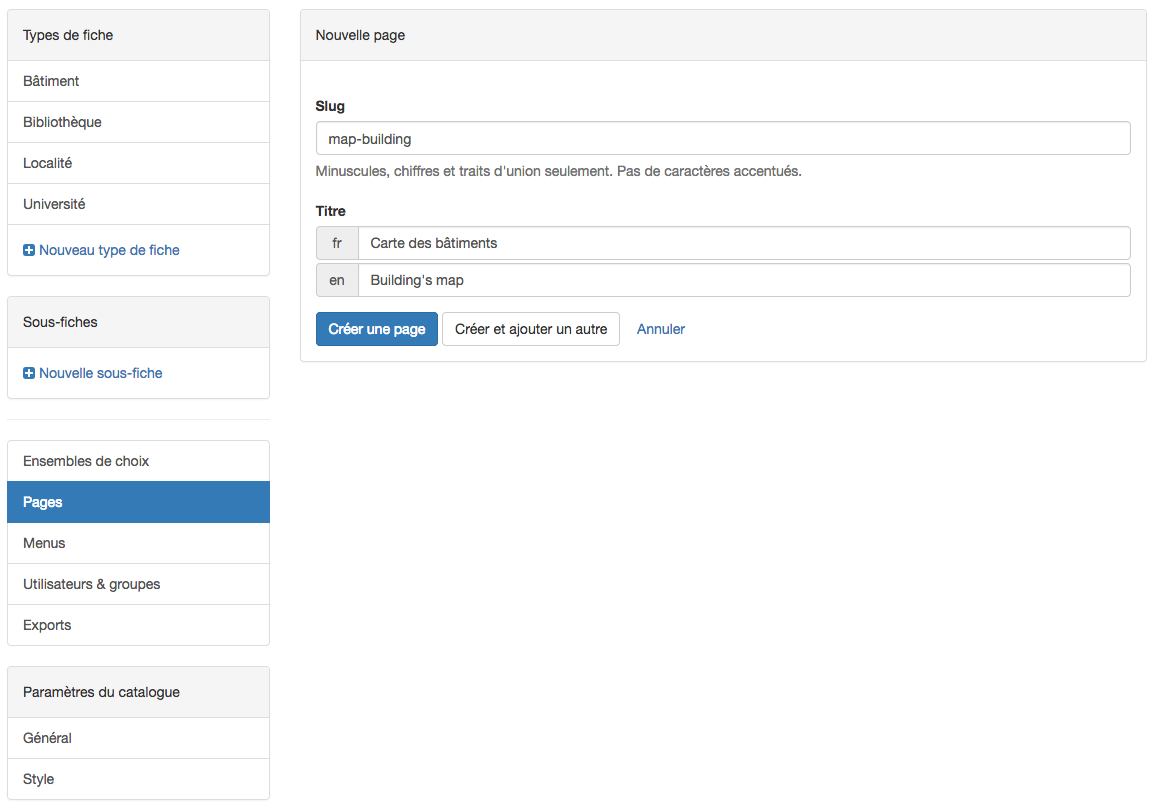 Types de fiche
Bâtiment
Bibliothèque
Localité
Université
Nouveau type de fiche
Sous-fiches
Nouvelle sous-fiche
Ensembles de choix
Pages
Menus
Utilisateurs & groupes
Exports
Paramètres du catalogue
Général
Style
Nouvelle page
Slug
map-building
Minuscules, chiffres et traits d'union seulement. Pas de caractères accentués.
Titre
fr Carte des bâtiments
en Building's map
Créer une page Créer et ajouter un autre Annuler